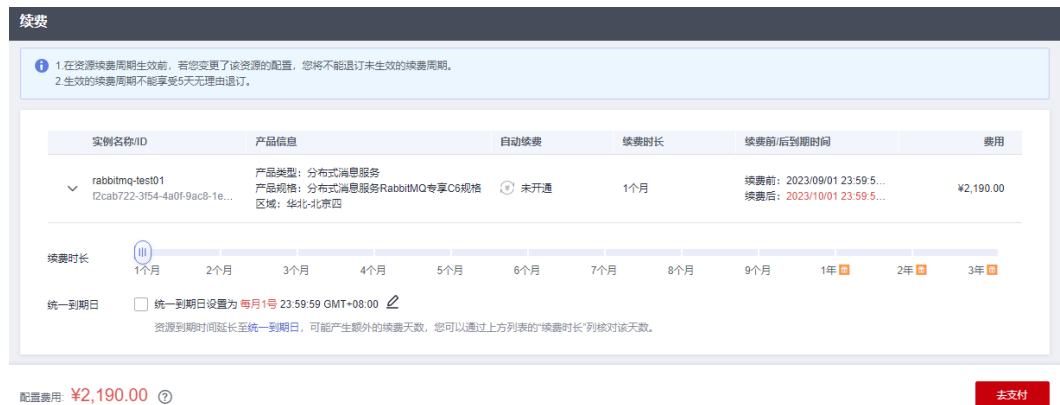 续费
1.在资源续费周期生效前，若您变更了该资源的配置，您将不能退订未生效的续费周期。
2.生效的续费周期不能享受5天无理由退订。
实例名称/ID 产品信息 自动续费 续费时长 续费前/后到期时间 费用
rabbitmq-test01
f2cab722-3f54-4a0f-9ac8-1e...
产品类型：分布式消息服务
产品规格：分布式消息服务RabbitMQ专享C6规格
区域：华北-北京四
未开通
1个月
续费前：2023/09/01 23:59:5...
续费后：2023/10/01 23:59:5...
¥2,190.00
续费时长
1个月 2个月 3个月 4个月 5个月 6个月 7个月 8个月 9个月 1年 2年 3年
统一到期日 统一到期日设置为 每月1号 23:59:59 GMT+08:00
资源到期时间延长至统一到期日，可能产生额外的续费天数，您可以通过上方列表的“续费时长”列核对该天数。
配置费用: ¥2,190.00
去支付